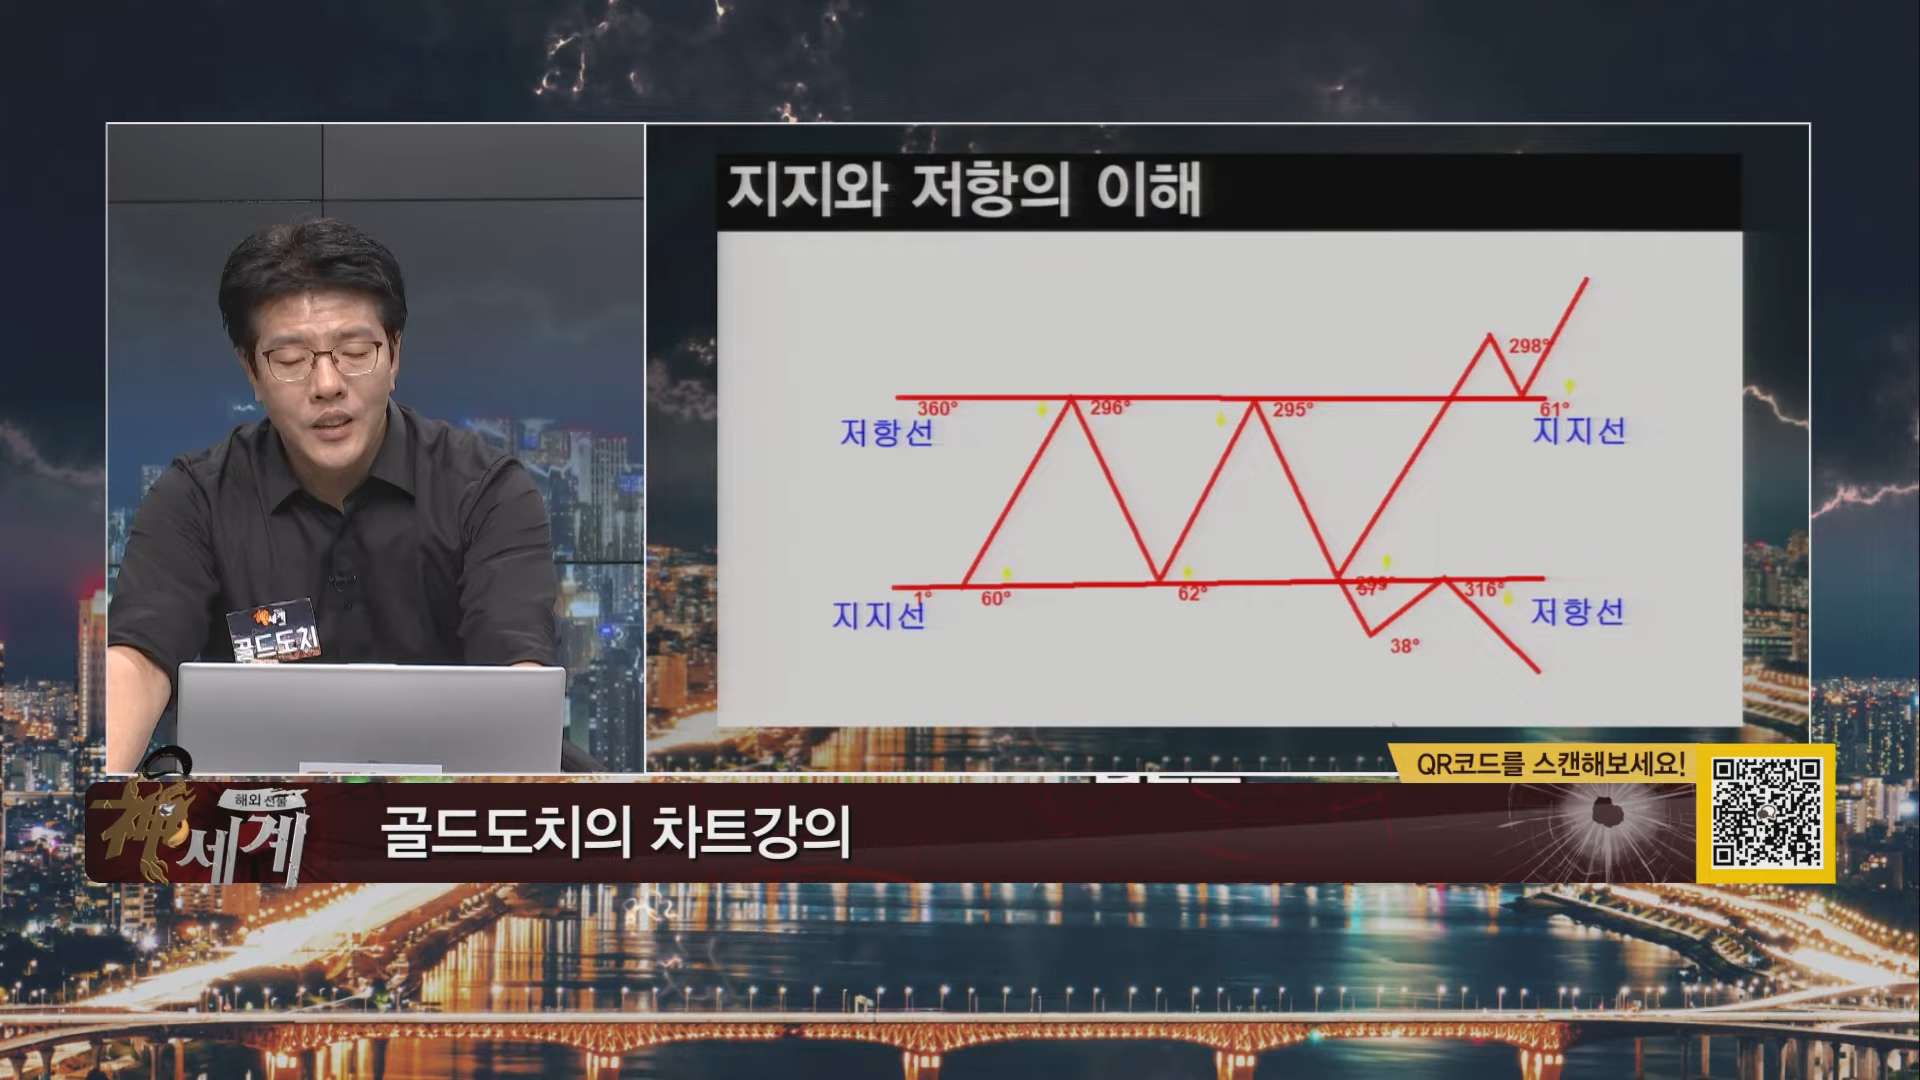 지지와 저항의 이해
298°
360°
296°
295°
61°
저항선
지지선
1°
60°
62°
316°
지지선
저항선
38°
골드도치
QR코드를 스캔해보세요!
해외 선물
神세계
골드도치의 차트강의